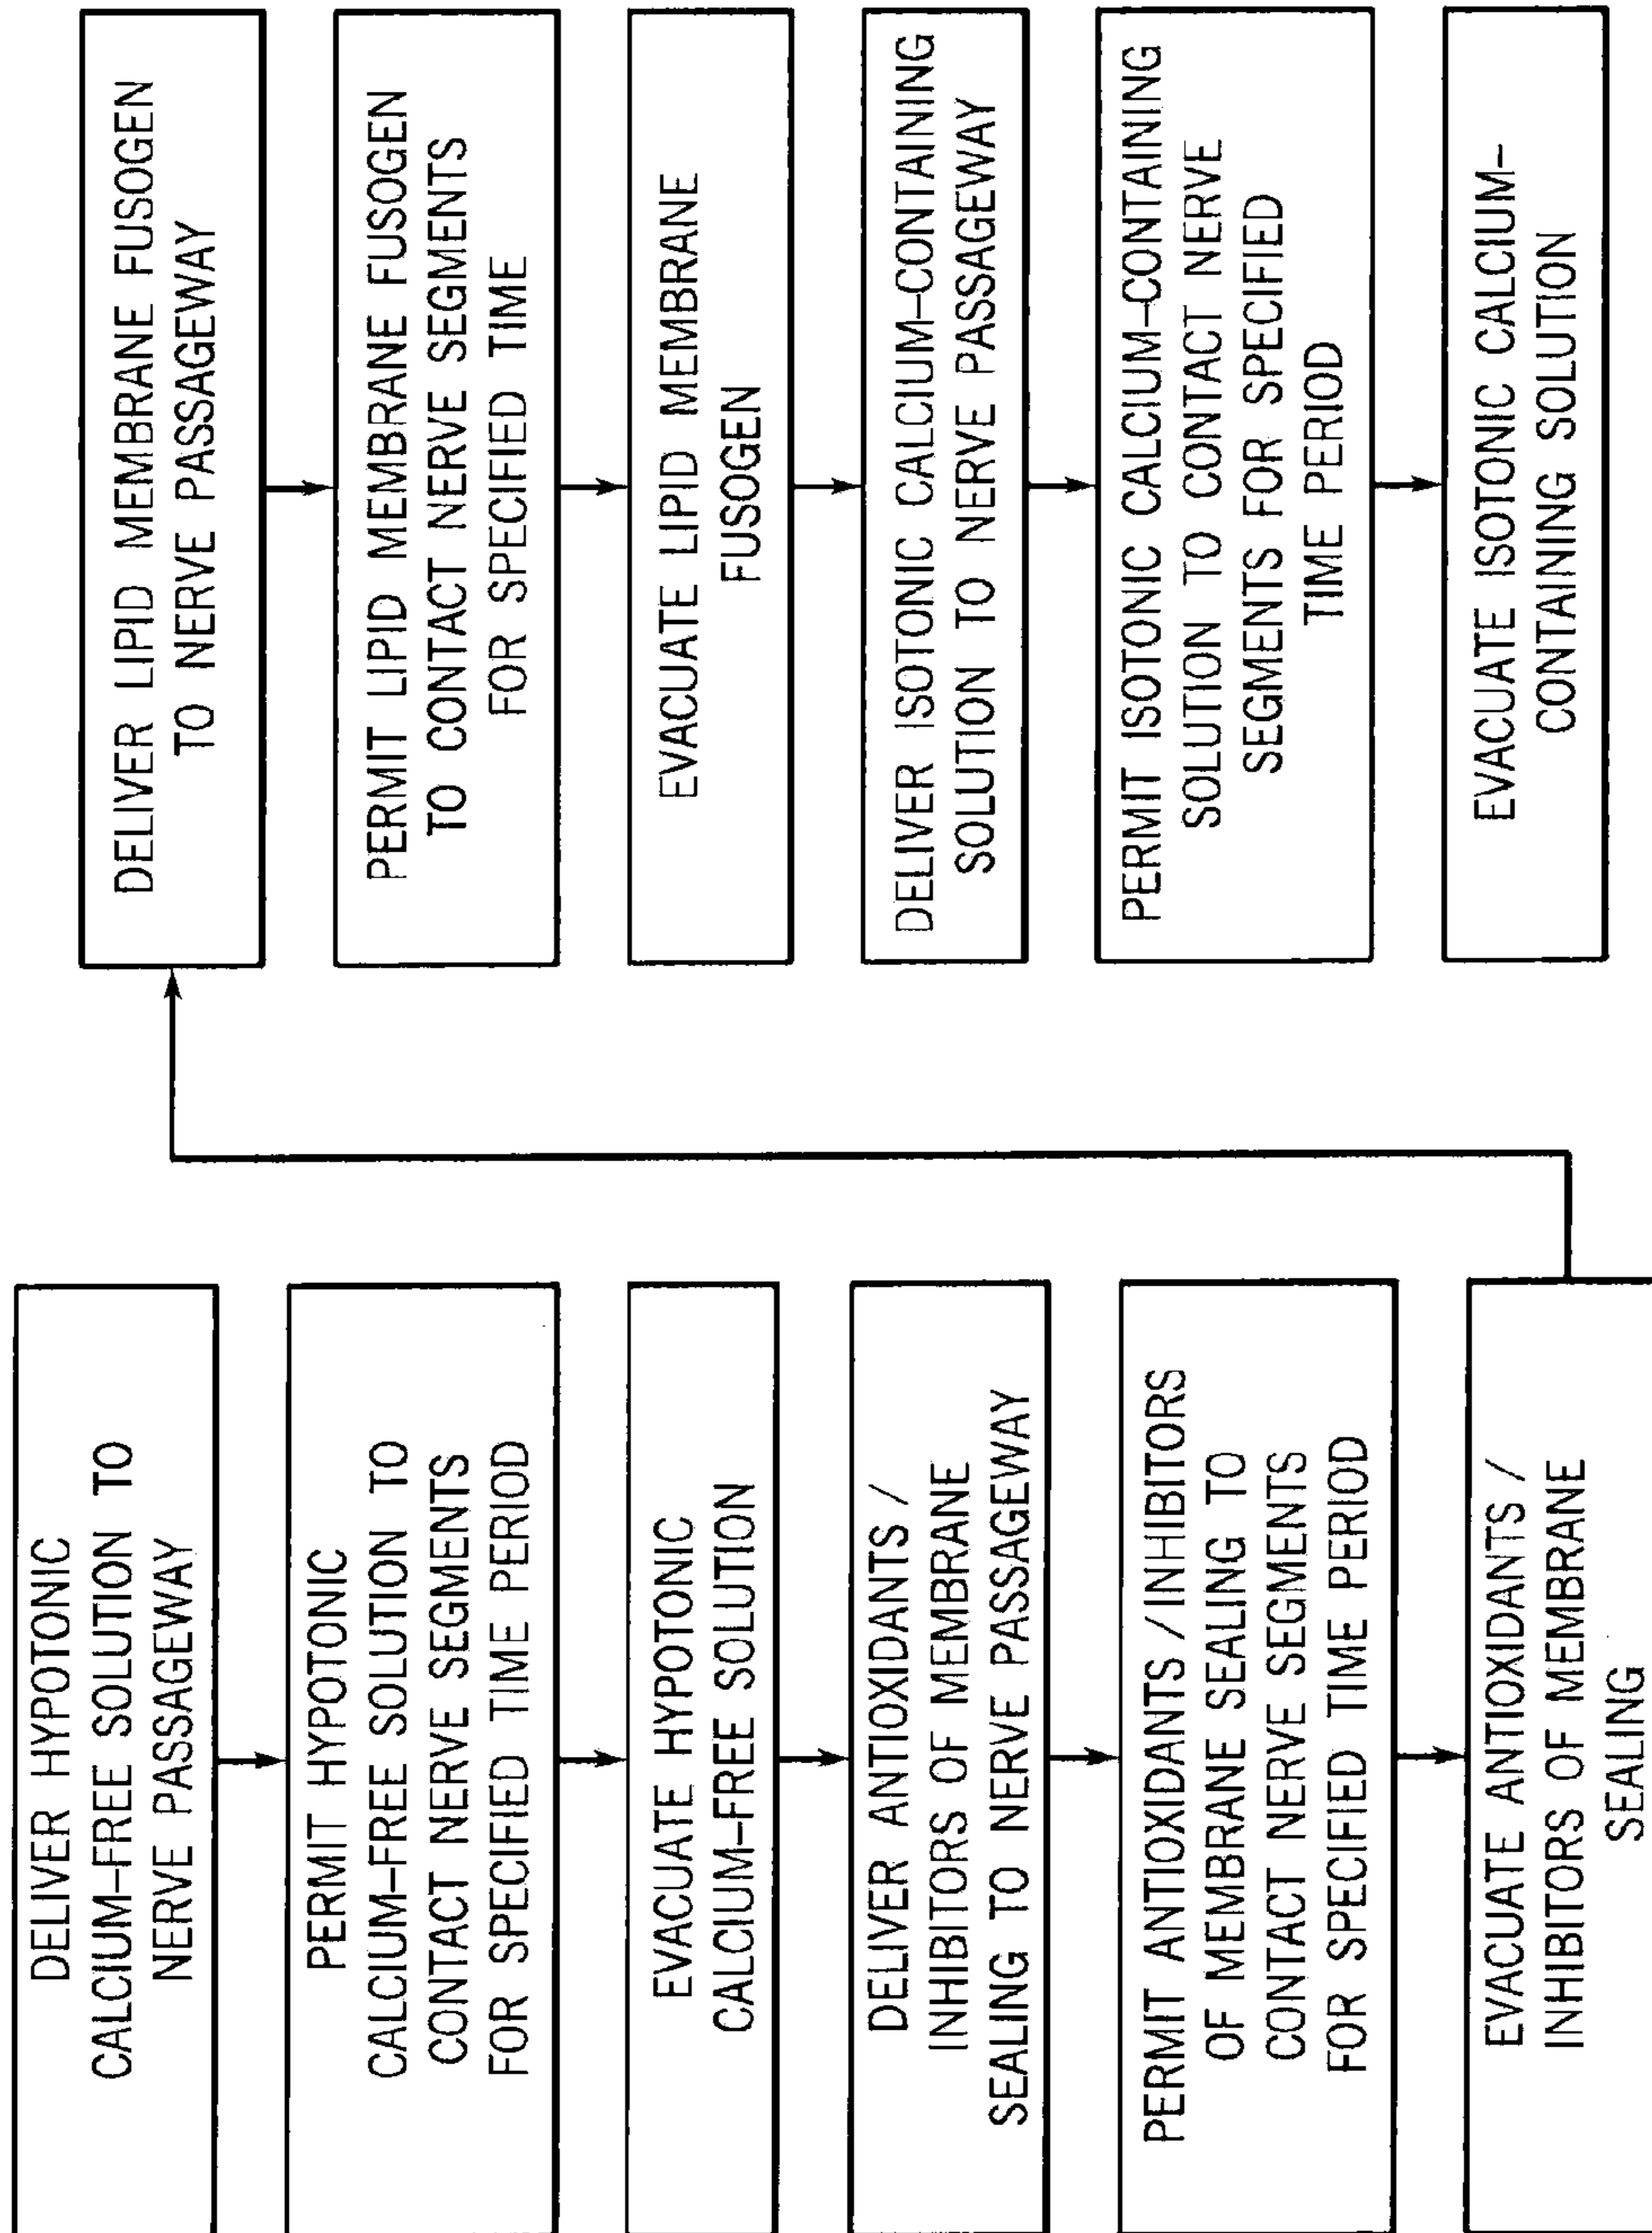 DELIVER HYPOTONIC
CALCIUM-FREE SOLUTION TO
NERVE PASSAGEWAY
PERMIT HYPOTONIC
CALCIUM-FREE SOLUTION TO
CONTACT NERVE SEGMENTS
FOR SPECIFIED TIME PERIOD
EVACUATE HYPOTONIC
CALCIUM-FREE SOLUTION
DELIVER ANTIOXIDANTS /
INHIBITORS OF MEMBRANE
SEALING TO NERVE PASSAGEWAY
PERMIT ANTIOXIDANTS /INHIBITORS
OF MEMBRANE SEALING TO
CONTACT NERVE SEGMENTS
FOR SPECIFIED TIME PERIOD
EVACUATE ANTIOXIDANTS /
INHIBITORS OF MEMBRANE
SEALING
DELIVER LIPID MEMBRANE FUSOGEN
TO NERVE PASSAGEWAY
PERMIT LIPID MEMBRANE FUSOGEN
TO CONTACT NERVE SEGMENTS
FOR SPECIFIED TIME
EVACUATE LIPID MEMBRANE
FUSOGEN
DELIVER ISOTONIC CALCIUM-CONTAINING
SOLUTION TO NERVE PASSAGEWAY
PERMIT ISOTONIC CALCIUM-CONTAINING
SOLUTION TO CONTACT NERVE
SEGMENTS FOR SPECIFIED
TIME PERIOD
EVACUATE ISOTONIC CALCIUM-
CONTAINING SOLUTION